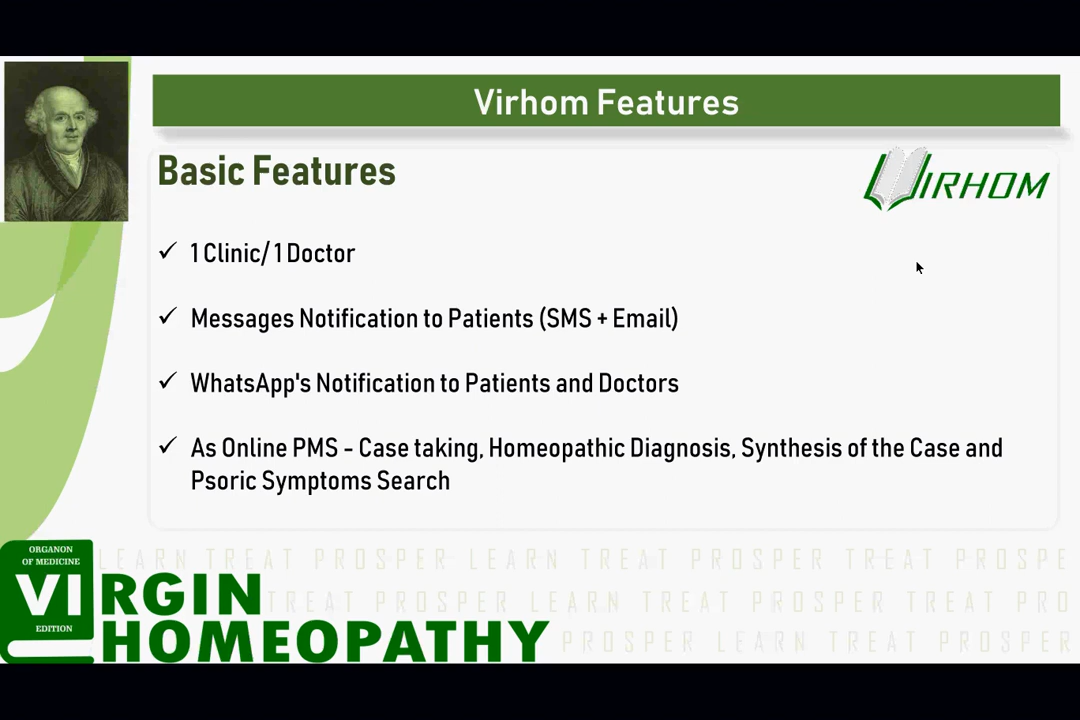 Virhom Features
Basic Features
VIRHOM
✓ 1 Clinic/ 1 Doctor
✓ Messages Notification to Patients (SMS + Email)
✓ WhatsApp's Notification to Patients and Doctors
✓ As Online PMS - Case taking, Homeopathic Diagnosis, Synthesis of the Case and
Psoric Symptoms Search
ORGANON
OF MEDICINE
VIRGIN
EDITION
HOMEOPATHY
LEARN TREAT PROSPER LEARN TREAT PROSPER TREAT PROSPE
TREAT PROSPER LEARN TREAT PROSPER LEARN TREAT PRO
PROSPER LEARN TREAT PROSPER